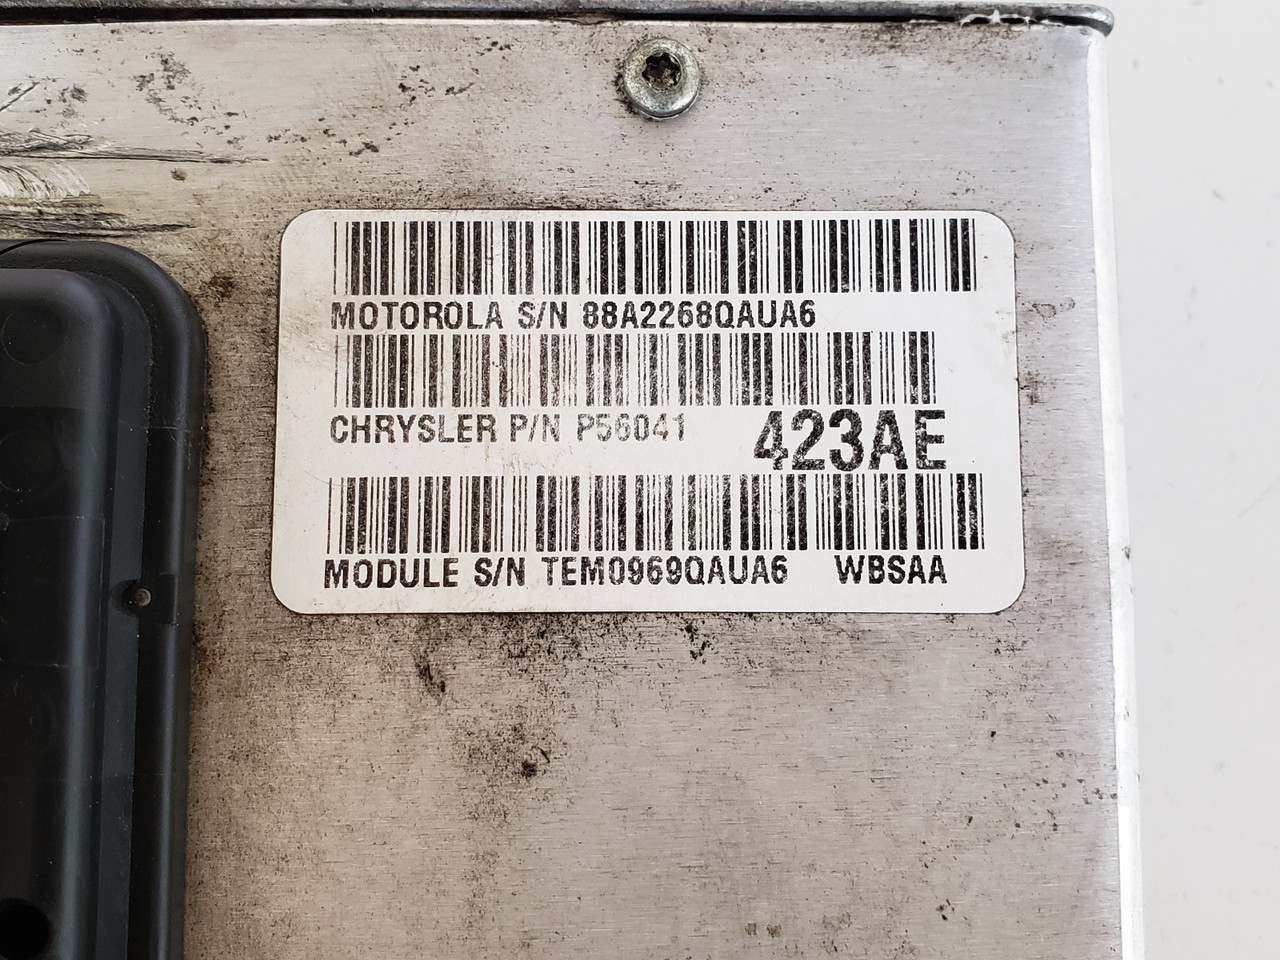 MOTOROLA S/N 88A2268QAUA6
CHRYSLER P/N P56041 423AE
MODULE S/N TEM0969QAUA6 WBSAA